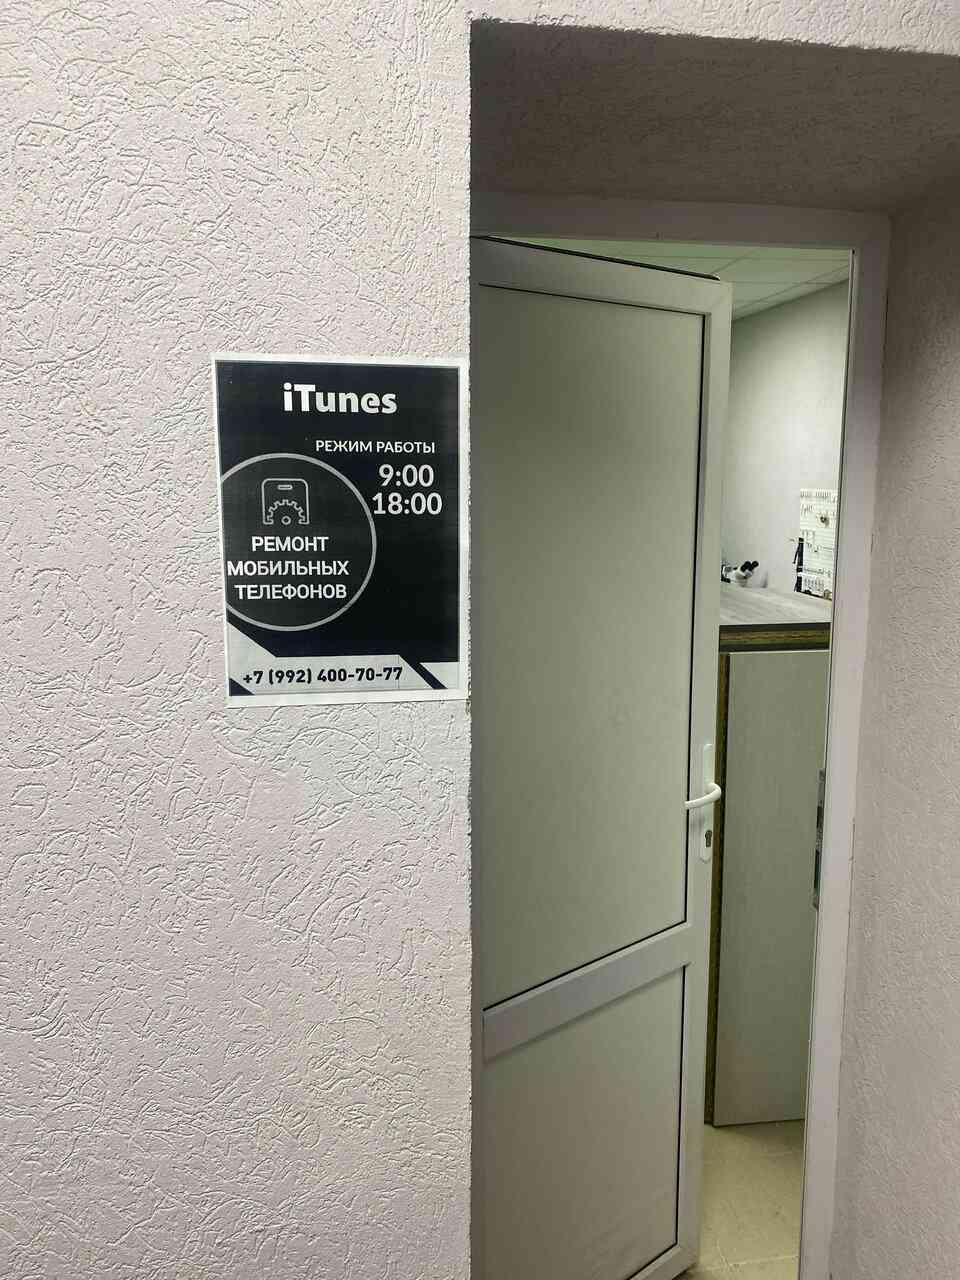 iTunes
РЕЖИМ РАБОТЫ
9:00
18:00
РЕМОНТ
МОБИЛЬНЫХ
ТЕЛЕФОНОВ
+7 (992) 400-70-77